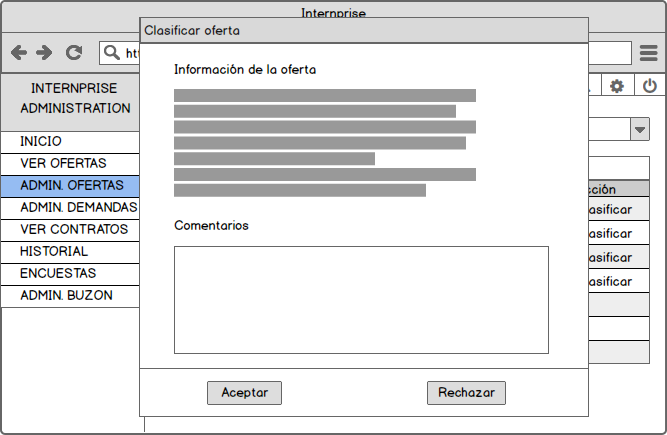 Internprise
Clasificar oferta
Información de la oferta
INTERNPRISE
ADMINISTRATION
INICIO
VER OFERTAS
ADMIN. OFERTAS
ADMIN. DEMANDAS
VER CONTRATOS
HISTORIAL
ENCUESTAS
ADMIN. BUZON
Comentarios
Aceptar
Rechazar
cción
asificar
asificar
asificar
asificar